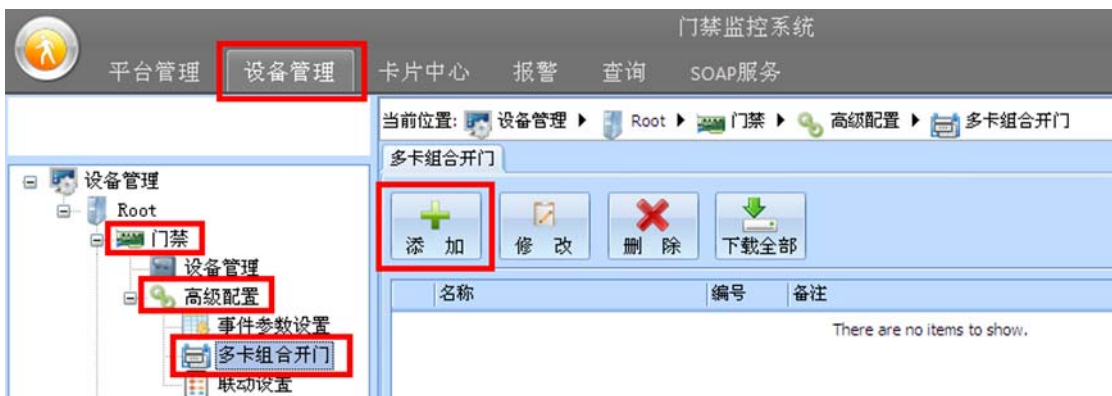 门禁监控系统
平台管理 设备管理 卡片中心 报警 查询 SOAP服务
当前位置: 设备管理 Root 门禁 高级配置 多卡组合开门
多卡组合开门
设备管理
Root
门禁
设备管理
高级配置
事件参数设置
多卡组合开门
联动设置
添 加 修 改 删 除 下载全部
名称 编号 备注
There are no items to show.